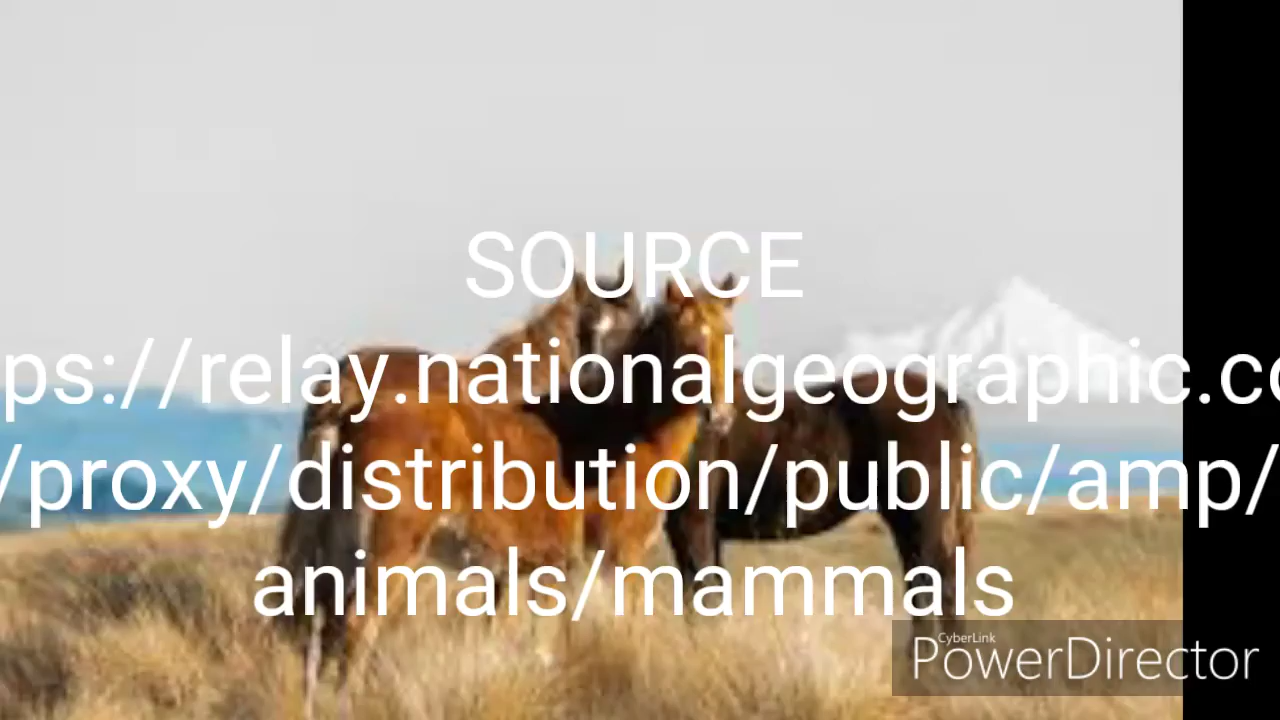 SOURCE
ps://relay.nationalgeographic.co
/proxy/distribution/public/amp/
animals/mammals
CyberLink
PowerDirector